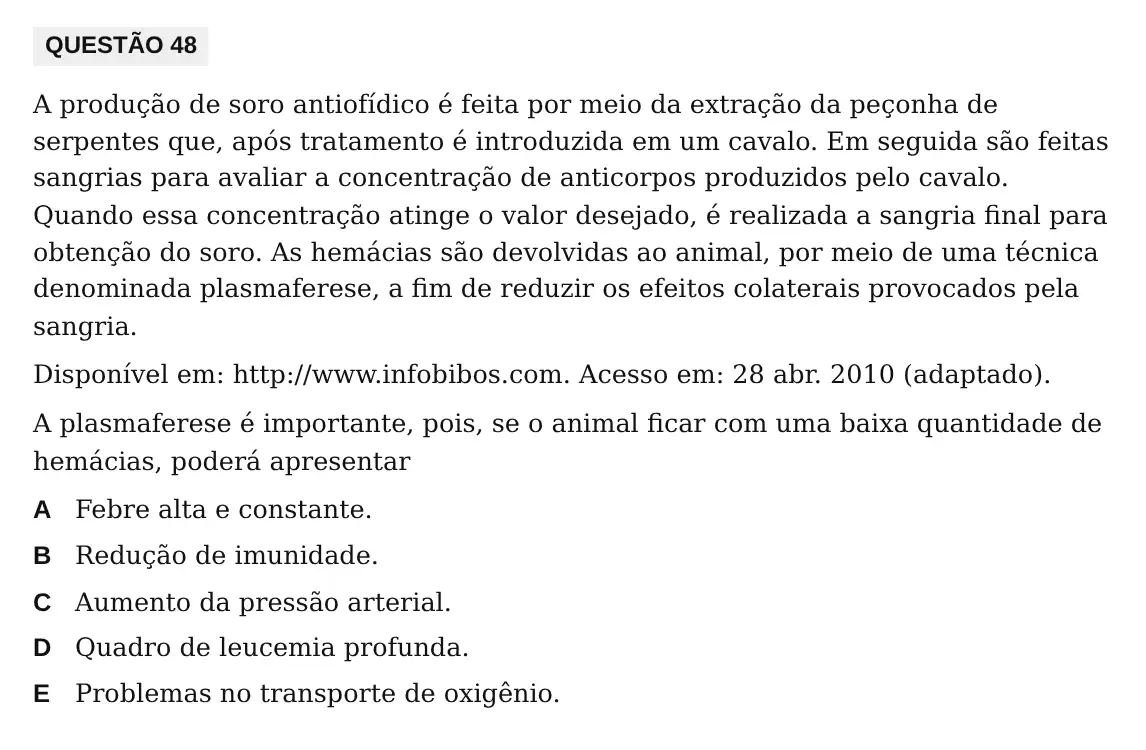 QUESTÃO 48
A produção de soro antiofídico é feita por meio da extração da peçonha de
serpentes que, após tratamento é introduzida em um cavalo. Em seguida são feitas
sangrias para avaliar a concentração de anticorpos produzidos pelo cavalo.
Quando essa concentração atinge o valor desejado, é realizada a sangria final para
obtenção do soro. As hemácias são devolvidas ao animal, por meio de uma técnica
denominada plasmaferese, a fim de reduzir os efeitos colaterais provocados pela
sangria.
Disponível em: http://www.infobibos.com. Acesso em: 28 abr. 2010 (adaptado).
A plasmaferese é importante, pois, se o animal ficar com uma baixa quantidade de
hemácias, poderá apresentar
A Febre alta e constante.
B Redução de imunidade.
C Aumento da pressão arterial.
D Quadro de leucemia profunda.
E Problemas no transporte de oxigênio.